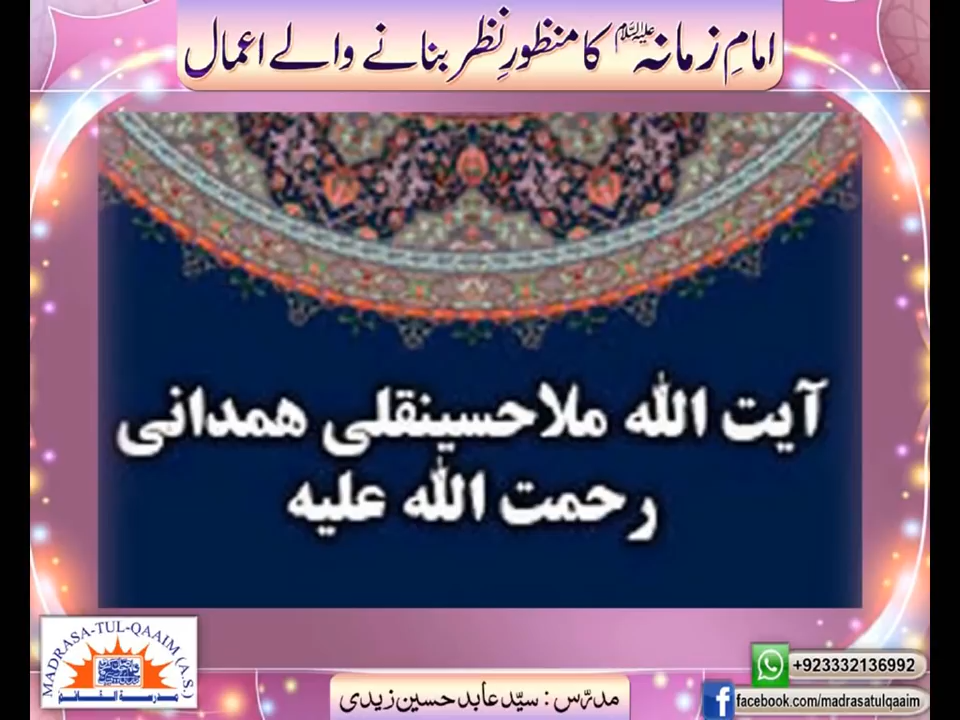 امامِ زمانہ علیہ السلام کا منظورِ نظر بنانے والے اعمال
آیت الله ملاحسینقلی همدانی
رحمت الله علیه
MADRASA-TUL-QAAIM (A.S.)
مدرسة القائم
مدرّس : سیّد عابد حسین زیدی
+923332136992
facebook.com/madrasatulqaaim